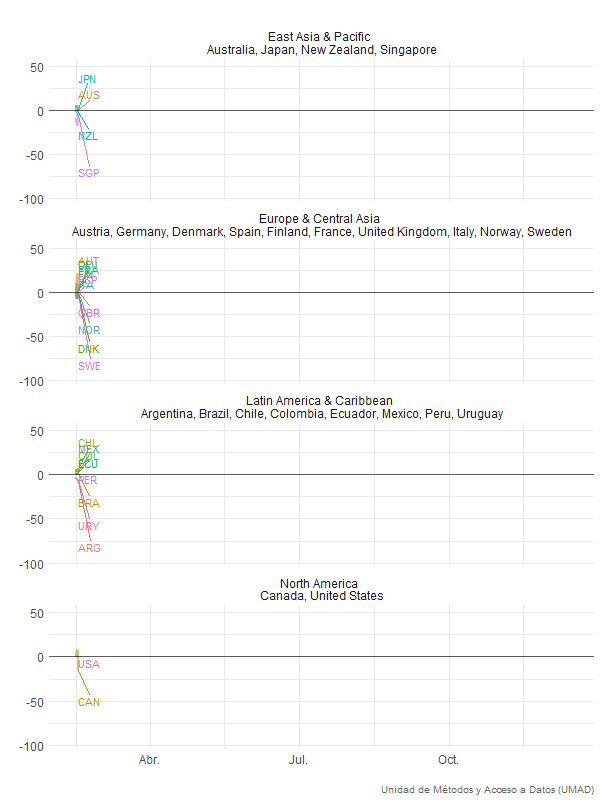 East Asia & Pacific
Australia, Japan, New Zealand, Singapore
50
JPN
AUS
0
NZL
-50
SGP
-100
Europe & Central Asia
Austria, Germany, Denmark, Spain, Finland, France, United Kingdom, Italy, Norway, Sweden
50
AUT
DEU
FRA
ESP
ITA
0
GBR
NOR
-50
DNK
SWE
-100
Latin America & Caribbean
Argentina, Brazil, Chile, Colombia, Ecuador, Mexico, Peru, Uruguay
50
CHL
MEX
COL
ECU
0
PER
BRA
-50
URY
ARG
-100
North America
Canada, United States
50
0
USA
-50
CAN
-100
Abr.
Jul.
Oct.
Unidad de Métodos y Acceso a Datos (UMAD)